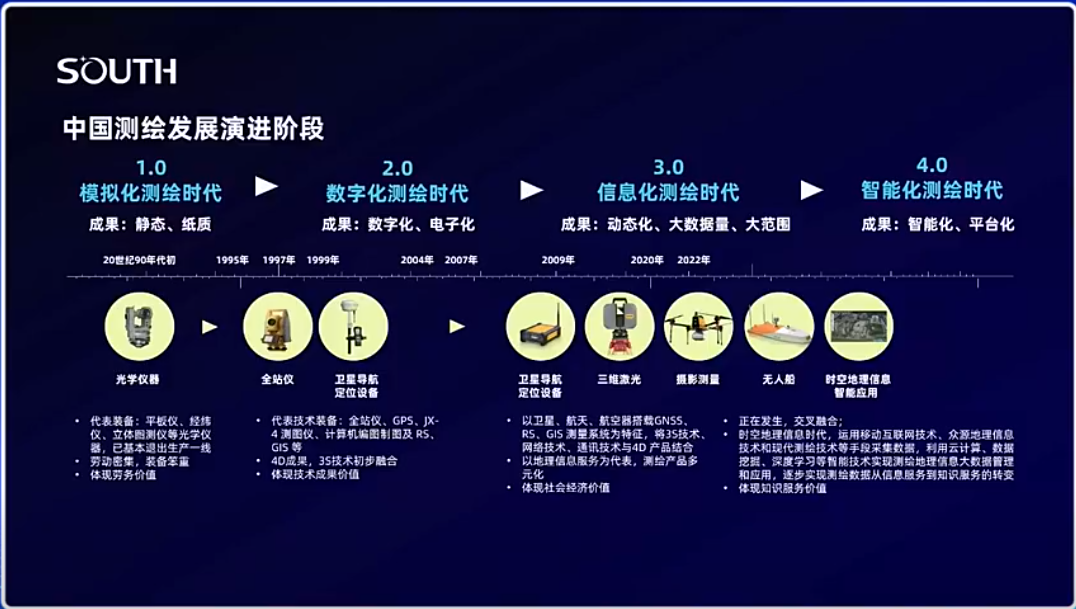 SOUTH
中国测绘发展演进阶段
1.0
模拟化测绘时代
成果：静态、纸质
2.0
数字化测绘时代
成果：数字化、电子化
3.0
信息化测绘时代
成果：动态化、大数据量、大范围
4.0
智能化测绘时代
成果：智能化、平台化
20世纪90年代初 1995年 1997年 1999年 2004年 2007年 2009年 2020年 2022年
光学仪器
全站仪
卫星导航
定位设备
卫星导航
定位设备
三维激光
摄影测量
无人船
时空地理信息
智能应用
• 代表装备：平板仪、经纬
仪、立体图测仪等光学仪
器，已基本退出生产一线
• 劳动密集，装备笨重
• 体现劳务价值
• 代表技术装备：全站仪、GPS、JX-
4 测图仪、计算机编图制图及 RS、
GIS 等
• 4D成果，3S技术初步融合
• 体现技术成果价值
• 以卫星、航天、航空器搭载GNSS、
RS、GIS 测量系统为特征，将3S技术、
网络技术、通讯技术与4D 产品结合
• 以地理信息服务为代表，测绘产品多
元化
• 体现社会经济价值
• 正在发生，交叉融合；
• 时空地理信息时代，运用移动互联网技术、众源地理信息
技术和现代测绘技术等手段采集数据，利用云计算、数据
挖掘、深度学习等智能技术实现测绘地理信息大数据管理
和应用，逐步实现测绘数据从信息服务到知识服务的转变
• 体现知识服务价值